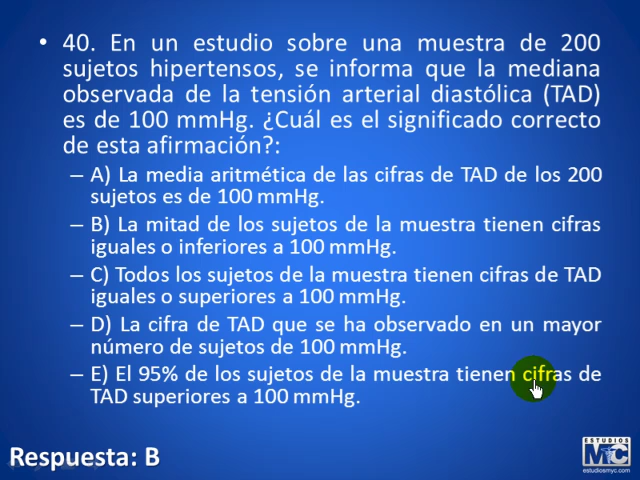 • 40. En un estudio sobre una muestra de 200
sujetos hipertensos, se informa que la mediana
observada de la tensión arterial diastólica (TAD)
es de 100 mmHg. ¿Cuál es el significado correcto
de esta afirmación?:
– A) La media aritmética de las cifras de TAD de los 200
sujetos es de 100 mmHg.
– B) La mitad de los sujetos de la muestra tienen cifras
iguales o inferiores a 100 mmHg.
– C) Todos los sujetos de la muestra tienen cifras de TAD
iguales o superiores a 100 mmHg.
– D) La cifra de TAD que se ha observado en un mayor
número de sujetos de 100 mmHg.
– E) El 95% de los sujetos de la muestra tienen cifras de
TAD superiores a 100 mmHg.
Respuesta: B
ESTUDIOS
MYC
estudiosmyc.com